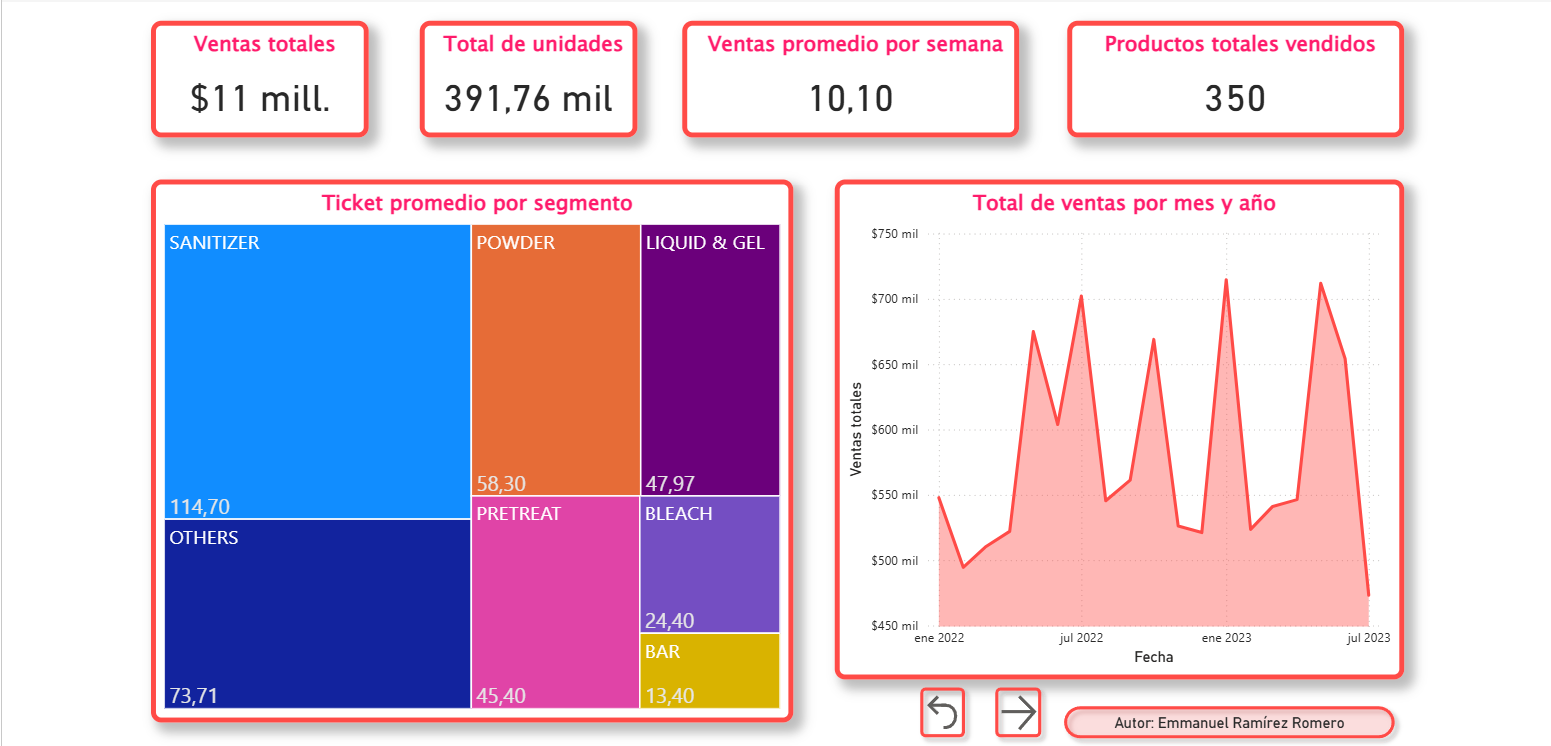 Ventas totales
$11 mill.
Total de unidades
391,76 mil
Ventas promedio por semana
10,10
Productos totales vendidos
350
Ticket promedio por segmento
SANITIZER
114,70
OTHERS
73,71
POWDER
58,30
PRETREAT
45,40
LIQUID & GEL
47,97
BLEACH
24,40
BAR
13,40
Total de ventas por mes y año
Ventas totales
$750 mil
$700 mil
$650 mil
$600 mil
$550 mil
$500 mil
$450 mil
ene 2022
jul 2022
ene 2023
jul 2023
Fecha
Autor: Emmanuel Ramírez Romero